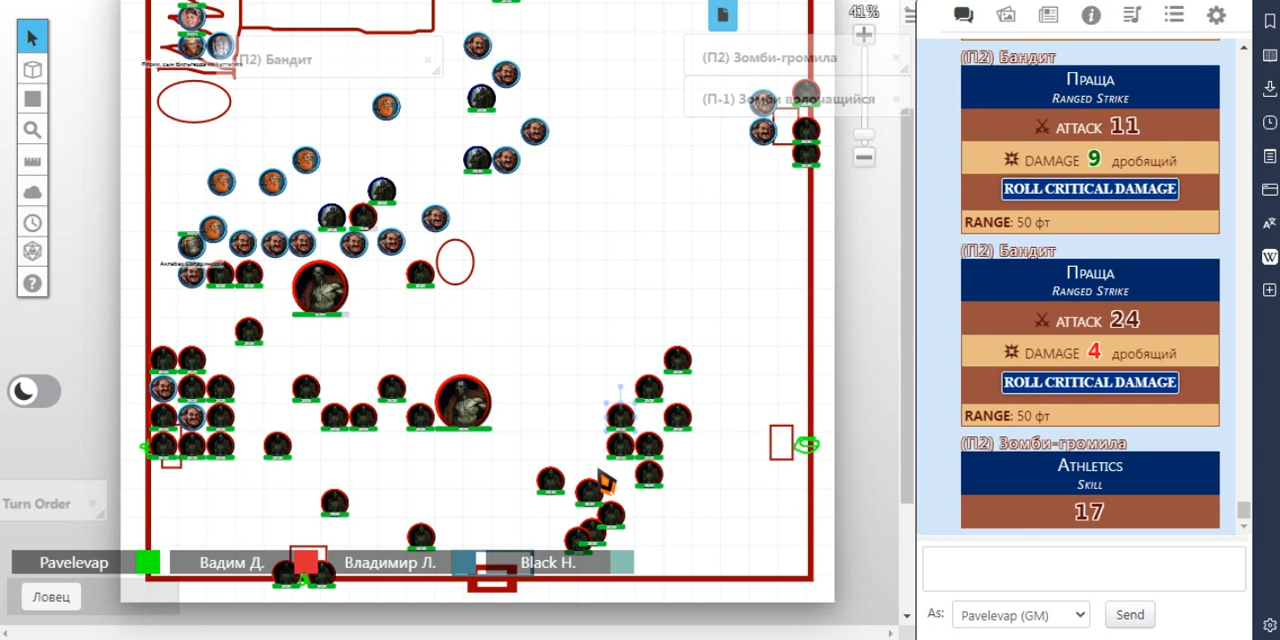 41%
(П2) Бандит
(П2) Зомби-громила
(П-1) Зомби волочащийся
Turn Order
Pavelevap
Вадим Д.
Владимир Л.
Black H.
Ловец
(П2) Бандит
Праща
Ranged Strike
ATTACK 11
DAMAGE 9 дробящий
ROLL CRITICAL DAMAGE
RANGE: 50 фт
(П2) Бандит
Праща
Ranged Strike
ATTACK 24
DAMAGE 4 дробящий
ROLL CRITICAL DAMAGE
RANGE: 50 фт
(П2) Зомби-громила
Athletics
Skill
17
As:
Pavelevap (GM)
Send